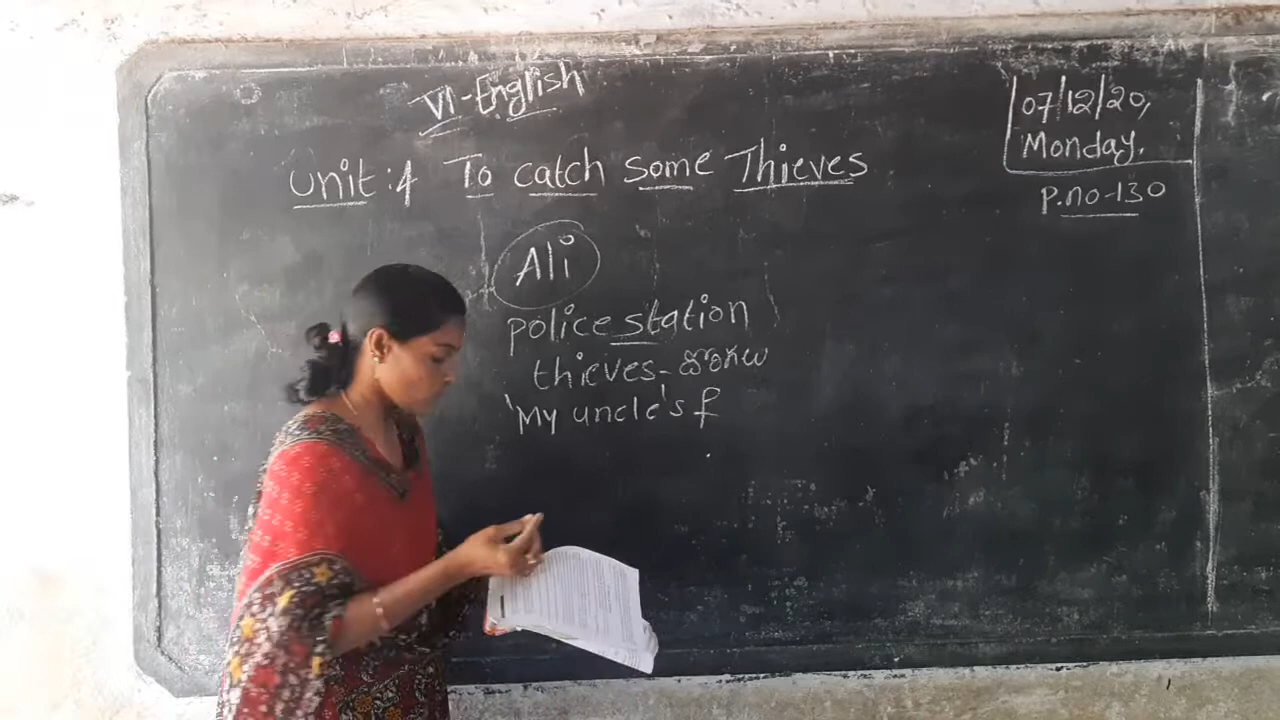 VI-English
07/12/20,
Monday.
P.no-130
Unit:4 To catch some Thieves
Ali
police station
thieves-దొంగలు
'My uncle's f